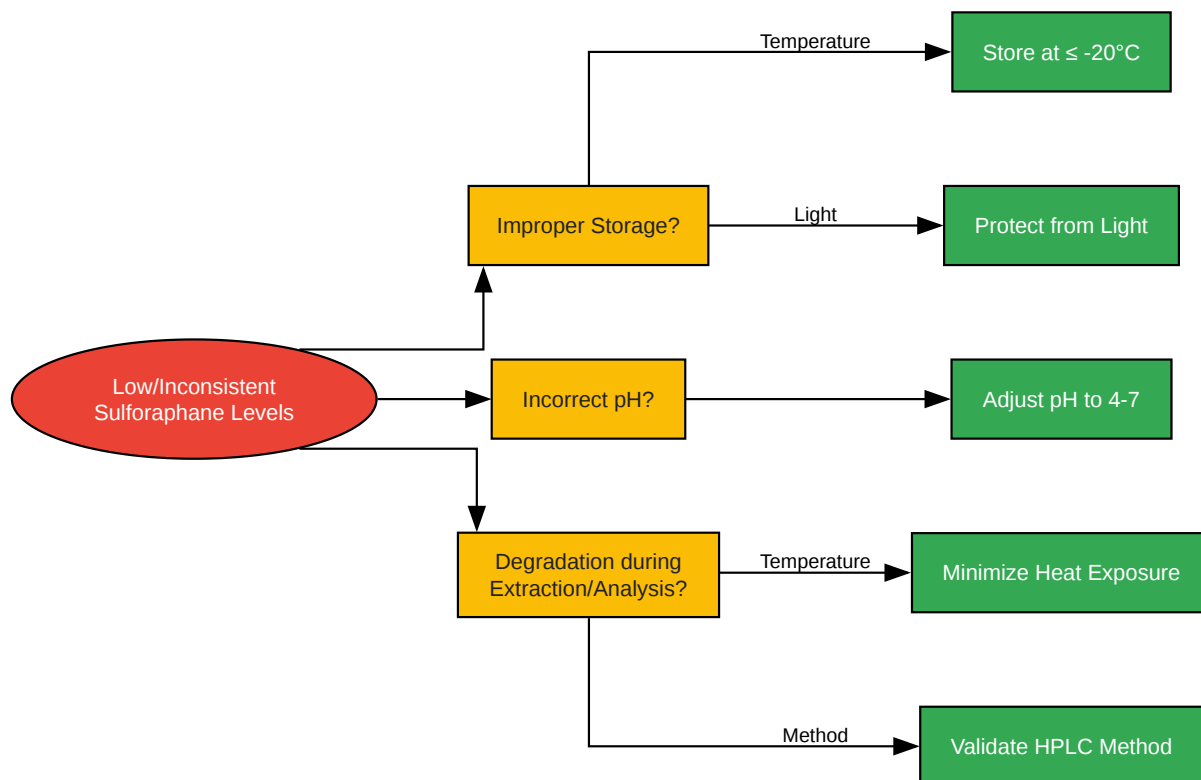 Temperature
Store at ≤ -20°C
Improper Storage?
Light
Protect from Light
Low/Inconsistent
Sulforaphane Levels
Incorrect pH?
Adjust pH to 4-7
Degradation during
Extraction/Analysis?
Temperature
Minimize Heat Exposure
Method
Validate HPLC Method